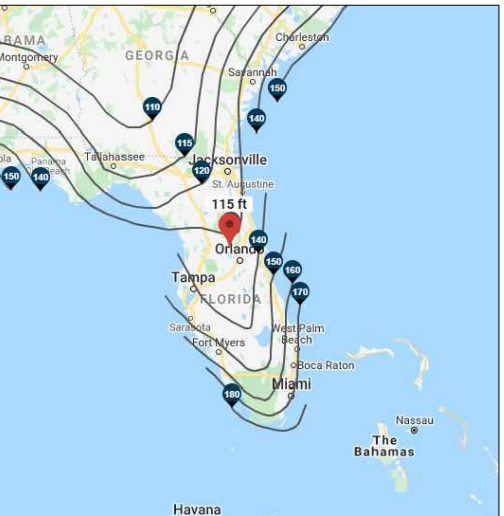 Charleston
BAMA
Montgomery
GEORGIA
Savannah
150
110
140
115
Tallahassee
Jacksonville
ola
Panama
Beach
150
140
120
St. Augustine
115 ft
140
Orlando
150
160
Tampa
170
FLORIDA
Sarasota
West Palm
Beach
Fort Myers
Boca Raton
Miami
180
Nassau
The
Bahamas
Havana